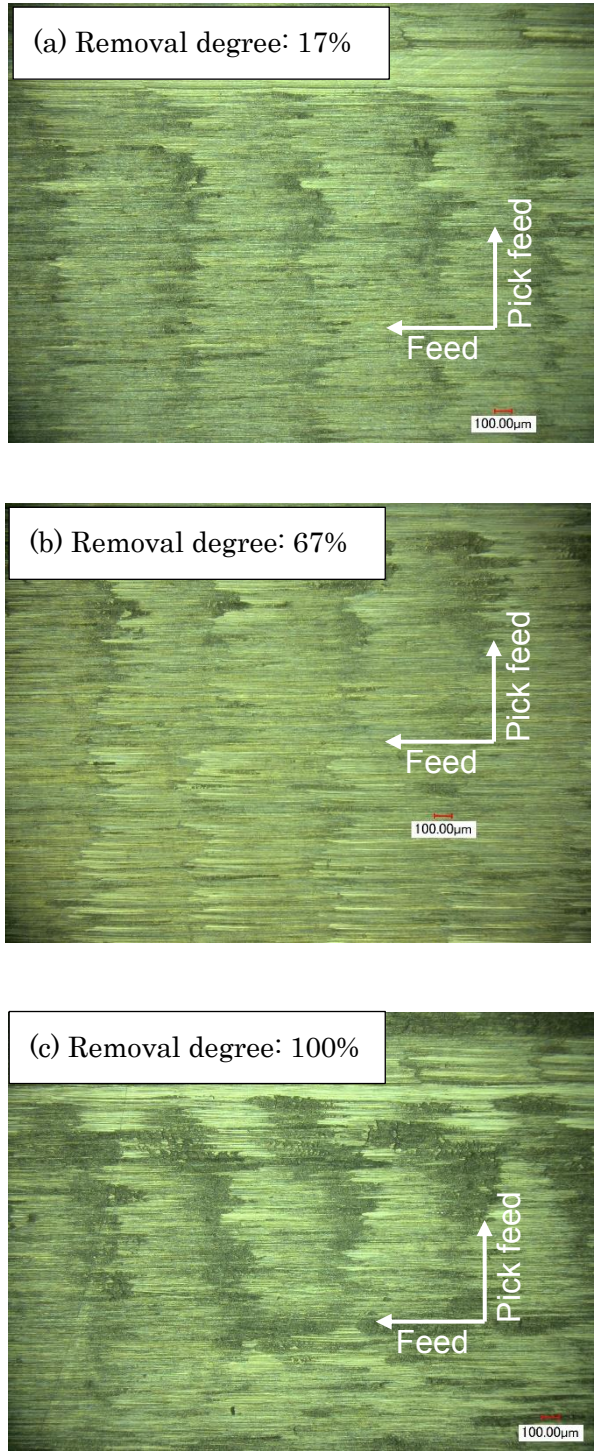 (a) Removal degree: 17%
Pick feed
Feed
100.00μm
(b) Removal degree: 67%
Pick feed
Feed
100.00μm
(c) Removal degree: 100%
Pick feed
Feed
100.00μm